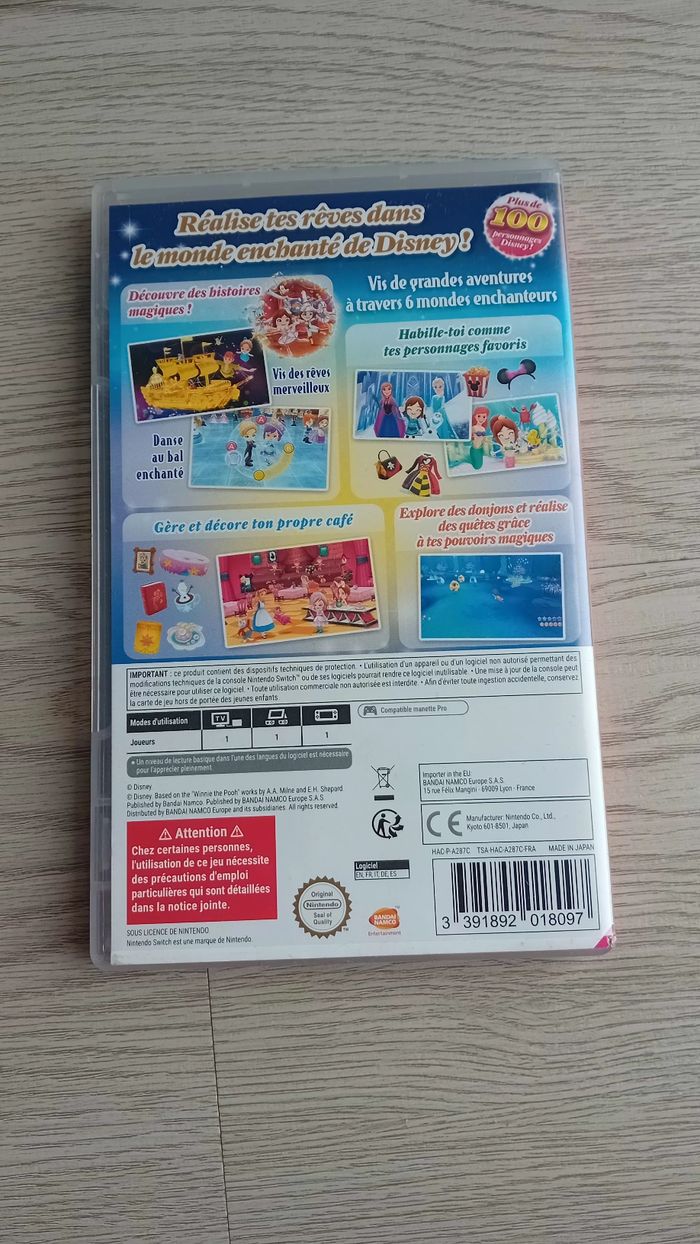 Réalise tes rêves dans
le monde enchanté de Disney !
Plus de
100
personnages
Disney !
Découvre des histoires
magiques !
Vis des rêves
merveilleux
Danse
au bal
enchanté
Vis de grandes aventures
à travers 6 mondes enchanteurs
Habille-toi comme
tes personnages favoris
Gère et décore ton propre café
Explore des donjons et réalise
des quêtes grâce
à tes pouvoirs magiques
IMPORTANT : ce produit contient des dispositifs techniques de protection. • L'utilisation d'un appareil ou d'un logiciel non autorisé permettant des
modifications techniques de la console Nintendo Switch™ ou de ses logiciels pourrait rendre ce logiciel inutilisable. • Une mise à jour de la console peut
être nécessaire pour utiliser ce logiciel. • Toute utilisation commerciale non autorisée est interdite. • Afin d'éviter toute ingestion accidentelle, conservez
la carte de jeu hors de portée des jeunes enfants.
Modes d'utilisation
TV
Joueurs
1
1
1
Compatible manette Pro
• Un niveau de lecture basique dans l'une des langues du logiciel est nécessaire
pour l'apprécier pleinement.
© Disney.
© Disney. Based on the "Winnie the Pooh" works by A.A. Milne and E.H. Shepard.
Published by Bandai Namco. Published by BANDAI NAMCO Europe S.A.S.
Distributed by BANDAI NAMCO Europe and its subsidiaries. All rights reserved.
Attention
Chez certaines personnes,
l'utilisation de ce jeu nécessite
des précautions d'emploi
particulières qui sont détaillées
dans la notice jointe.
SOUS LICENCE DE NINTENDO
Nintendo Switch est une marque de Nintendo.
Original
Nintendo
Seal of
Quality
TM
Logiciel
EN, FR, IT, DE, ES
BANDAI
NAMCO
Entertainment
Importer in the EU:
BANDAI NAMCO Europe S.A.S.
15 rue Félix Mangini - 69009 Lyon - France
CE
Manufacturer: Nintendo Co., Ltd.,
Kyoto 601-8501, Japan
HAC-P-A287C TSA-HAC-A287C-FRA MADE IN JAPAN
3 391892 018097